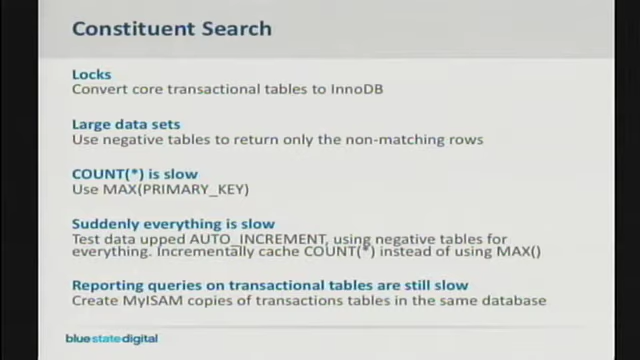 Constituent Search
Locks
Convert core transactional tables to InnoDB
Large data sets
Use negative tables to return only the non-matching rows
COUNT(*) is slow
Use MAX(PRIMARY_KEY)
Suddenly everything is slow
Test data upped AUTO_INCREMENT, using negative tables for
everything. Incrementally cache COUNT(*) instead of using MAX()
Reporting queries on transactional tables are still slow
Create MyISAM copies of transactions tables in the same database
bluestatedigital